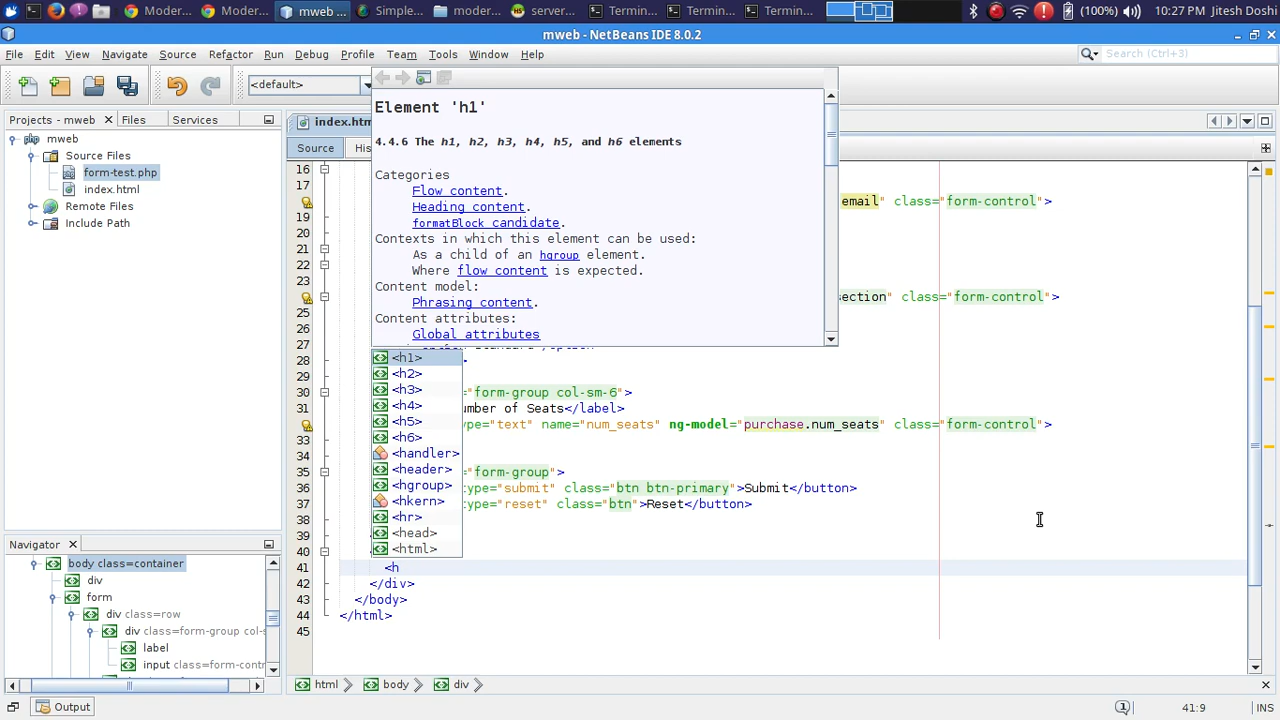 Moder... Moder... mweb ... Simple... moder... server... Termin... Termin... Termin... (100%) 10:27 PM Jitesh Doshi
mweb - NetBeans IDE 8.0.2
File Edit View Navigate Source Refactor Run Debug Profile Team Tools Window Help Search (Ctrl+3)
<default>
Projects - mweb Files Services index.htm
mweb
Source Files
form-test.php
index.html
Remote Files
Include Path
Source His
Element 'h1'
4.4.6 The h1, h2, h3, h4, h5, and h6 elements
Categories
Flow content.
Heading content.
formatBlock candidate.
Contexts in which this element can be used:
As a child of an hgroup element.
Where flow content is expected.
Content model:
Phrasing content.
Content attributes:
Global attributes
16
17
email" class="form-control">
19
20
21
22
23
ection" class="form-control">
25
26
27
28
29
30 ="form-group col-sm-6">
31 umber of Seats</label>
ype="text" name="num_seats" ng-model="purchase.num_seats" class="form-control">
33
34
35 ="form-group">
36 type="submit" class="btn btn-primary">Submit</button>
37 type="reset" class="btn">Reset</button>
38
39
40
41 <h
42 </div>
43 </body>
44 </html>
45
<h1>
<h2>
<h3>
<h4>
<h5>
<h6>
<handler>
<header>
<hgroup>
<hkern>
<hr>
<head>
<html>
Navigator
body class=container
div
form
div class=row
div class=form-group col-s
label
input class=form-contr
html body div
Output 1 41:9 INS